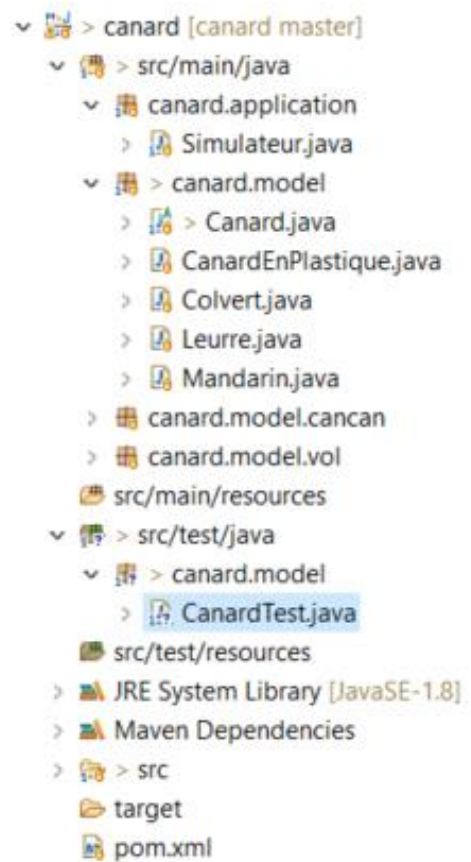 > canard [canard master]
> src/main/java
canard.application
> Simulateur.java
> canard.model
> > Canard.java
> CanardEnPlastique.java
> Colvert.java
> Leurre.java
> Mandarin.java
> canard.model.cancan
> canard.model.vol
src/main/resources
> src/test/java
> canard.model
> CanardTest.java
src/test/resources
> JRE System Library [JavaSE-1.8]
> Maven Dependencies
> > src
target
pom.xml